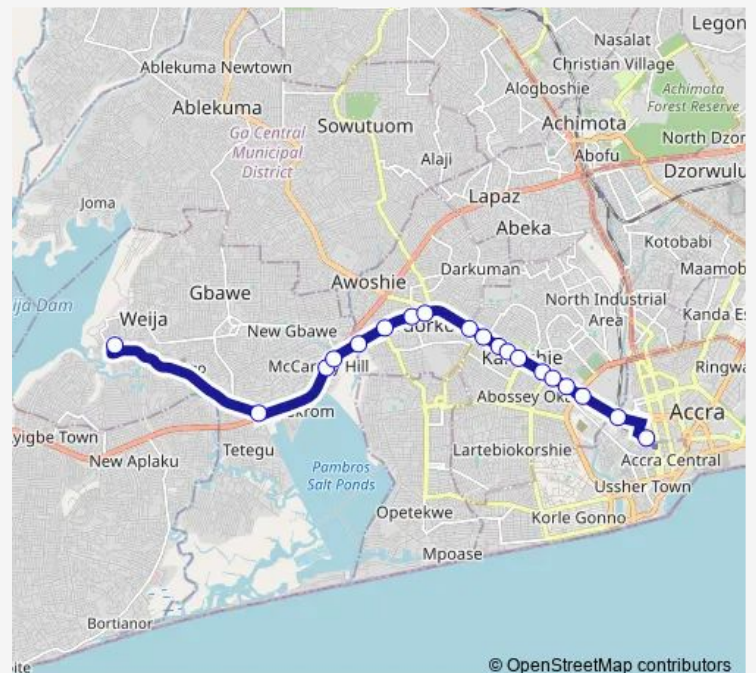 Legon
Nasalat
Christian Village
Ablekuma Newtown
Alogboshie
Achimota
Forest Reserve
Ablekuma
Sowutuom
Achimota
Ga Central
Municipal
District
Alaji
Abofu
North Dzor
Dzorwulu
Lapaz
Joma
Abeka
Kotobabi
Awoshie
Darkuman
Maamob
ija Dam
Gbawe
North Industrial
Area
Kanda Es
Weija
New Gbawe
McCar
y Hill
Ringwa
Abossey Ok
Accra
yigbe Town
Tetegu
Lartebiokorshie
Accra Central
New Aplaku
Pambros
Salt Ponds
Ussher Town
Opetekwe
Korle Gonno
Mpoase
Bortianor
ite
© OpenStreetMap contributors